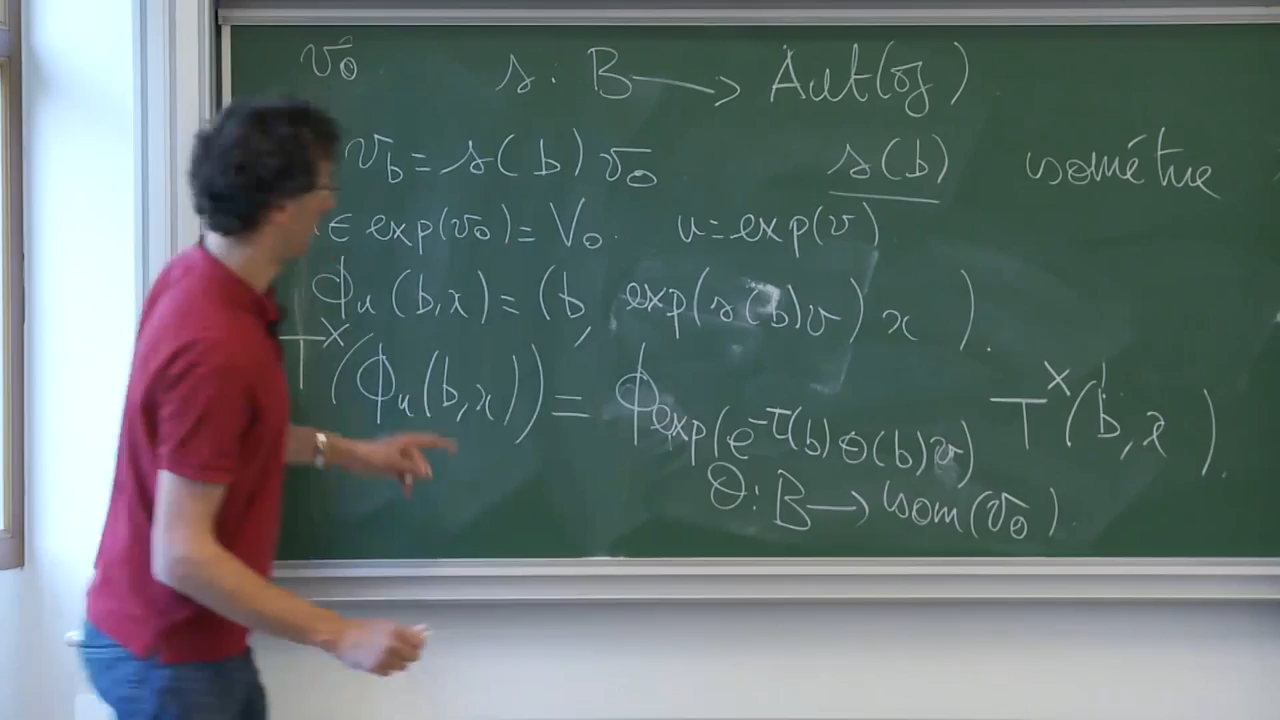 𝔳₀ s : B ⟶ Aut(𝔤)
𝔳_b = s(b) 𝔳₀ s(b) isométrie
∈ exp(𝔳₀) = V₀. u = exp(v)
Φ_u(b,x) = (b, exp(s(b)v) x ).
T^X(Φ_u(b,x)) = Φ_exp(e^{-τ(b)} θ(b)v) T^X(b,x).
θ : B ⟶ isom(𝔳₀).